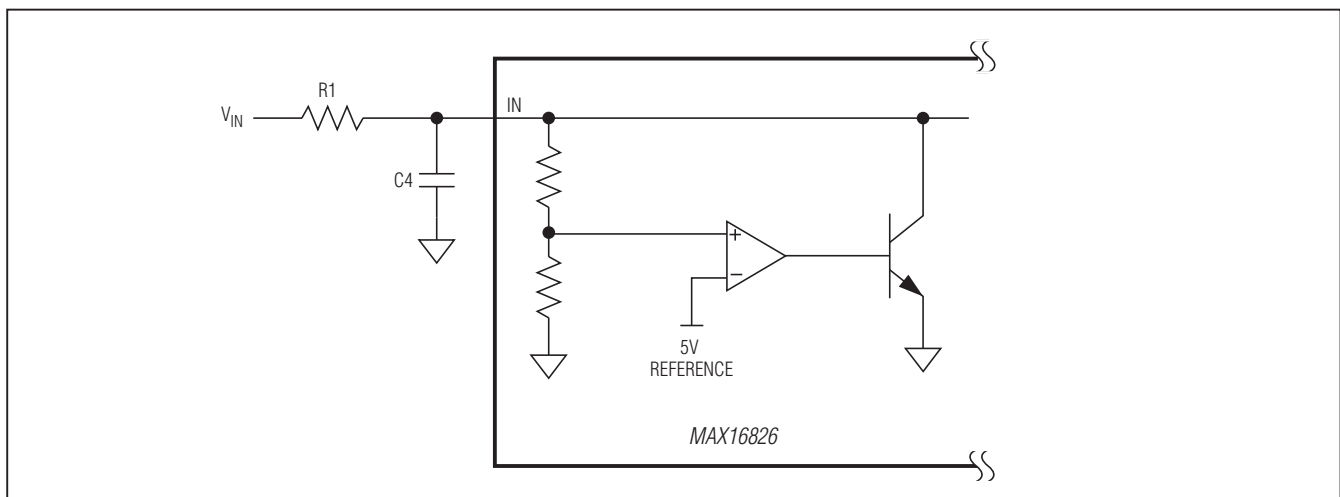 R1
V_IN
IN
C4
+
−
5V
REFERENCE
MAX16826